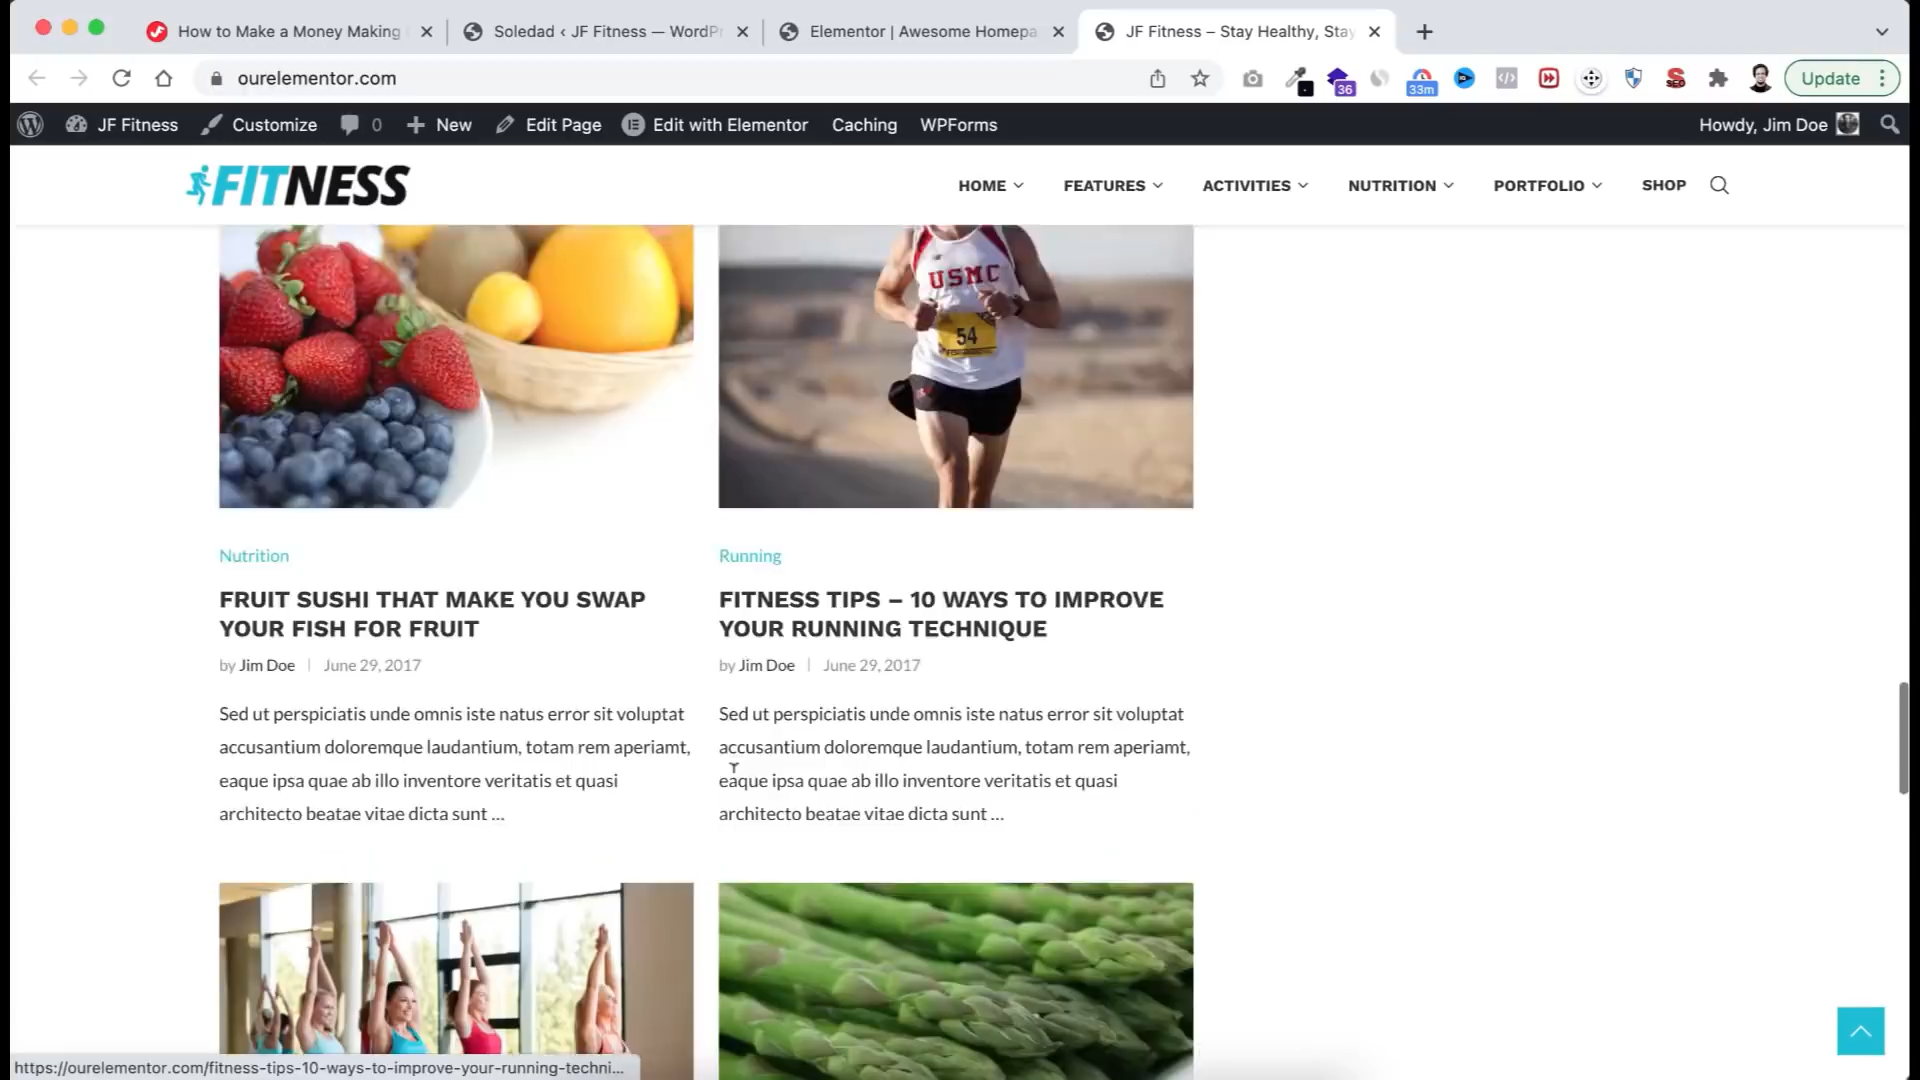 How to Make a Money Making
Soledad ‹ JF Fitness — WordPr
Elementor | Awesome Homepa
JF Fitness – Stay Healthy, Stay
ourelementor.com
36
33m
SEO
Update
JF Fitness
Customize
0
New
Edit Page
Edit with Elementor
Caching
WPForms
Howdy, Jim Doe
FITNESS
HOME
FEATURES
ACTIVITIES
NUTRITION
PORTFOLIO
SHOP
USMC
54
Nutrition
FRUIT SUSHI THAT MAKE YOU SWAP
YOUR FISH FOR FRUIT
by Jim Doe | June 29, 2017
Sed ut perspiciatis unde omnis iste natus error sit voluptat
accusantium doloremque laudantium, totam rem aperiamt,
eaque ipsa quae ab illo inventore veritatis et quasi
architecto beatae vitae dicta sunt ...
Running
FITNESS TIPS – 10 WAYS TO IMPROVE
YOUR RUNNING TECHNIQUE
by Jim Doe | June 29, 2017
Sed ut perspiciatis unde omnis iste natus error sit voluptat
accusantium doloremque laudantium, totam rem aperiamt,
eaque ipsa quae ab illo inventore veritatis et quasi
architecto beatae vitae dicta sunt ...
https://ourelementor.com/fitness-tips-10-ways-to-improve-your-running-techni...